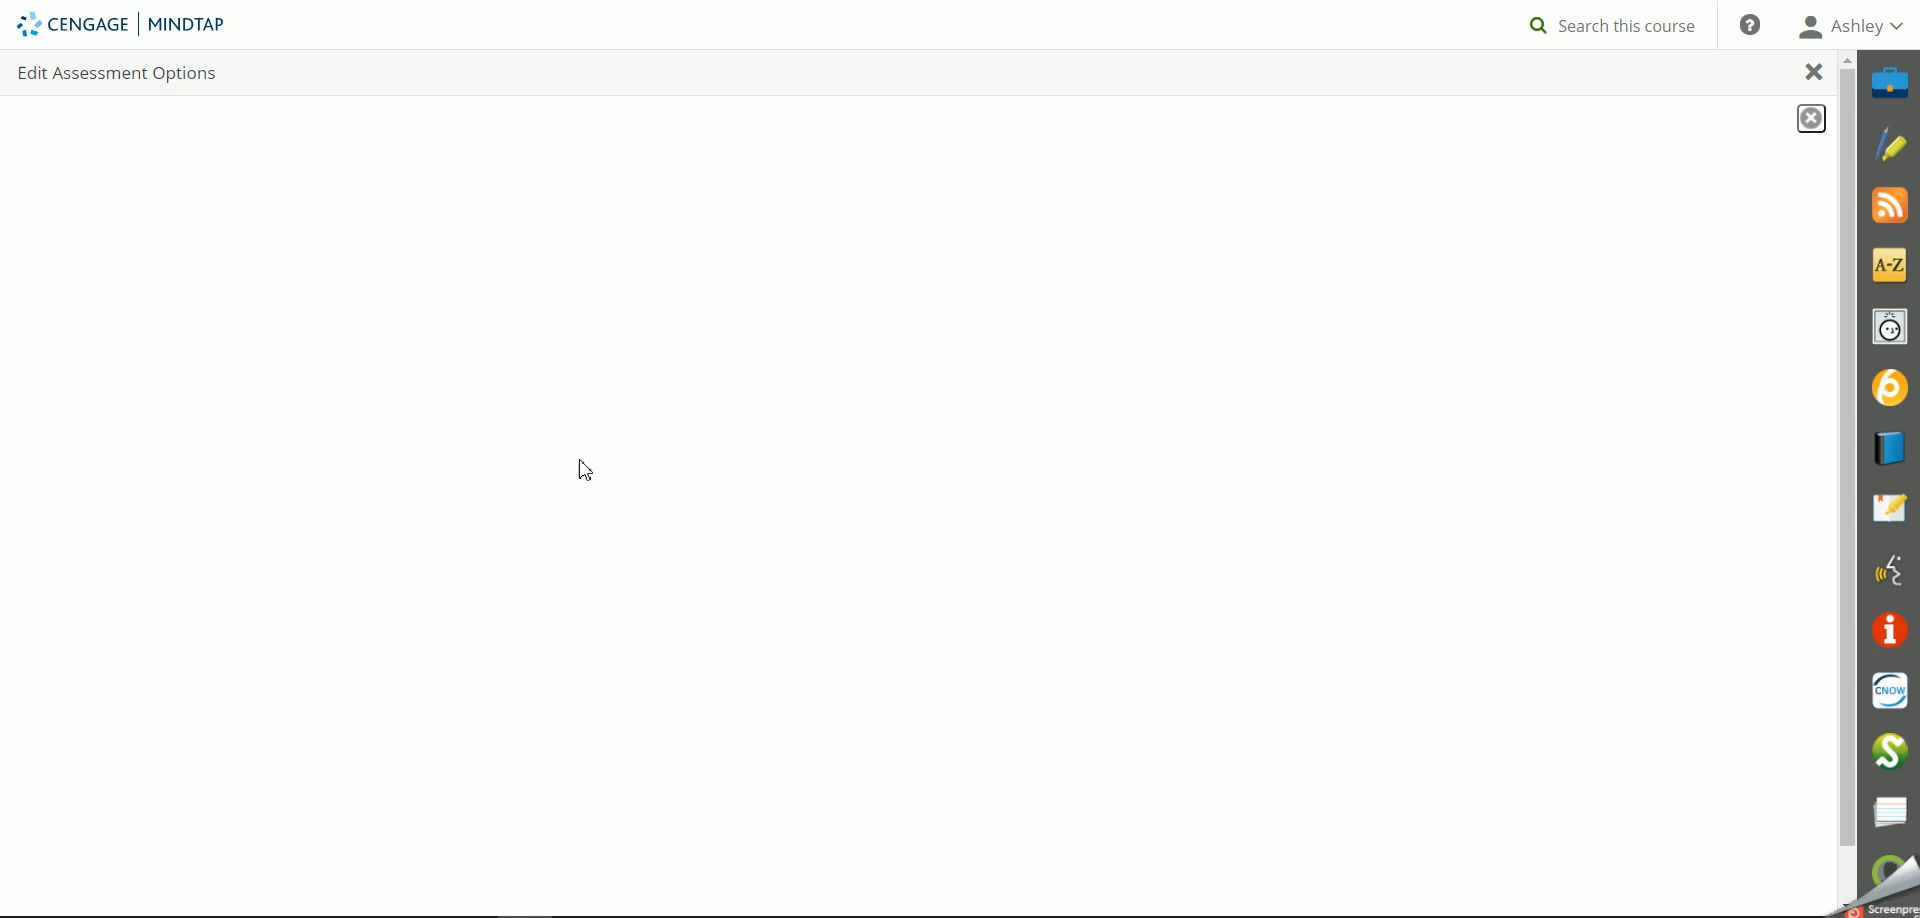 CENGAGE | MINDTAP
Search this course
Ashley
Edit Assessment Options
A-Z
CNOW